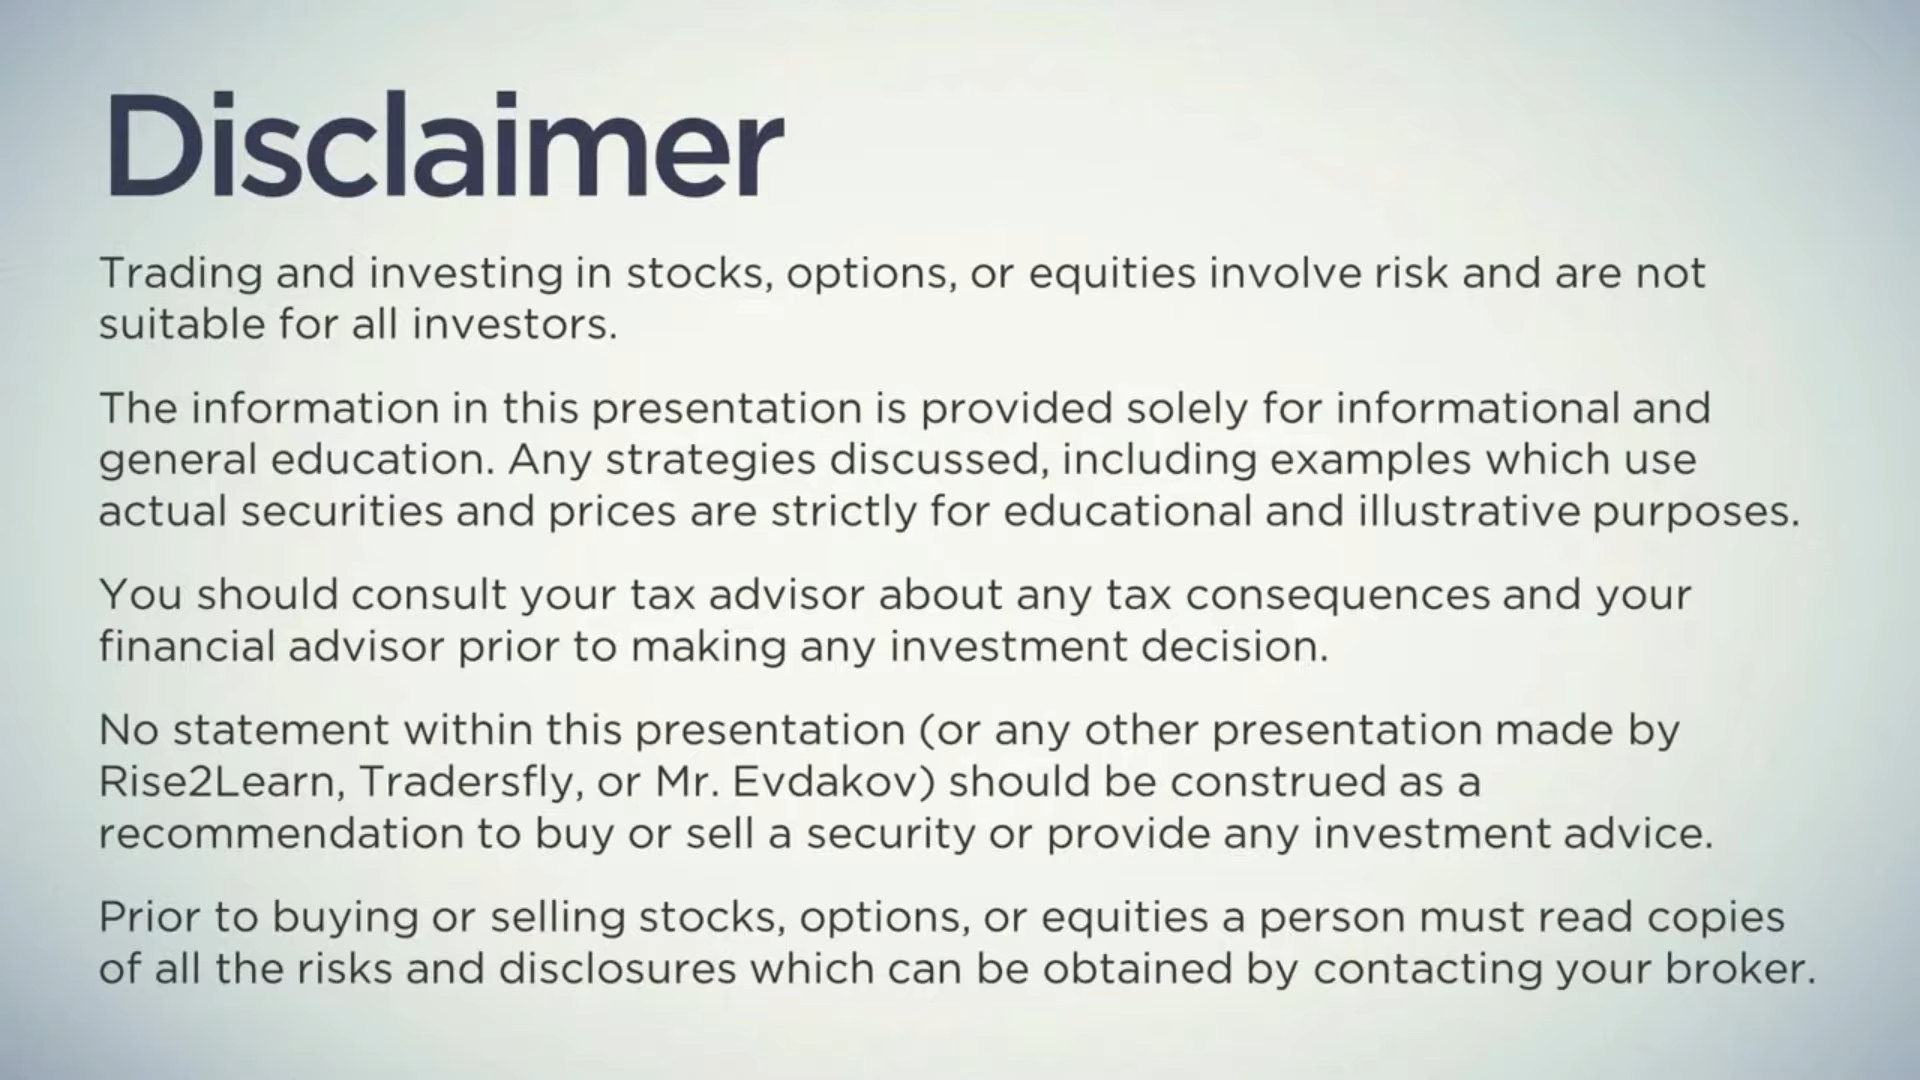 Disclaimer
Trading and investing in stocks, options, or equities involve risk and are not
suitable for all investors.
The information in this presentation is provided solely for informational and
general education. Any strategies discussed, including examples which use
actual securities and prices are strictly for educational and illustrative purposes.
You should consult your tax advisor about any tax consequences and your
financial advisor prior to making any investment decision.
No statement within this presentation (or any other presentation made by
Rise2Learn, Tradersfly, or Mr. Evdakov) should be construed as a
recommendation to buy or sell a security or provide any investment advice.
Prior to buying or selling stocks, options, or equities a person must read copies
of all the risks and disclosures which can be obtained by contacting your broker.